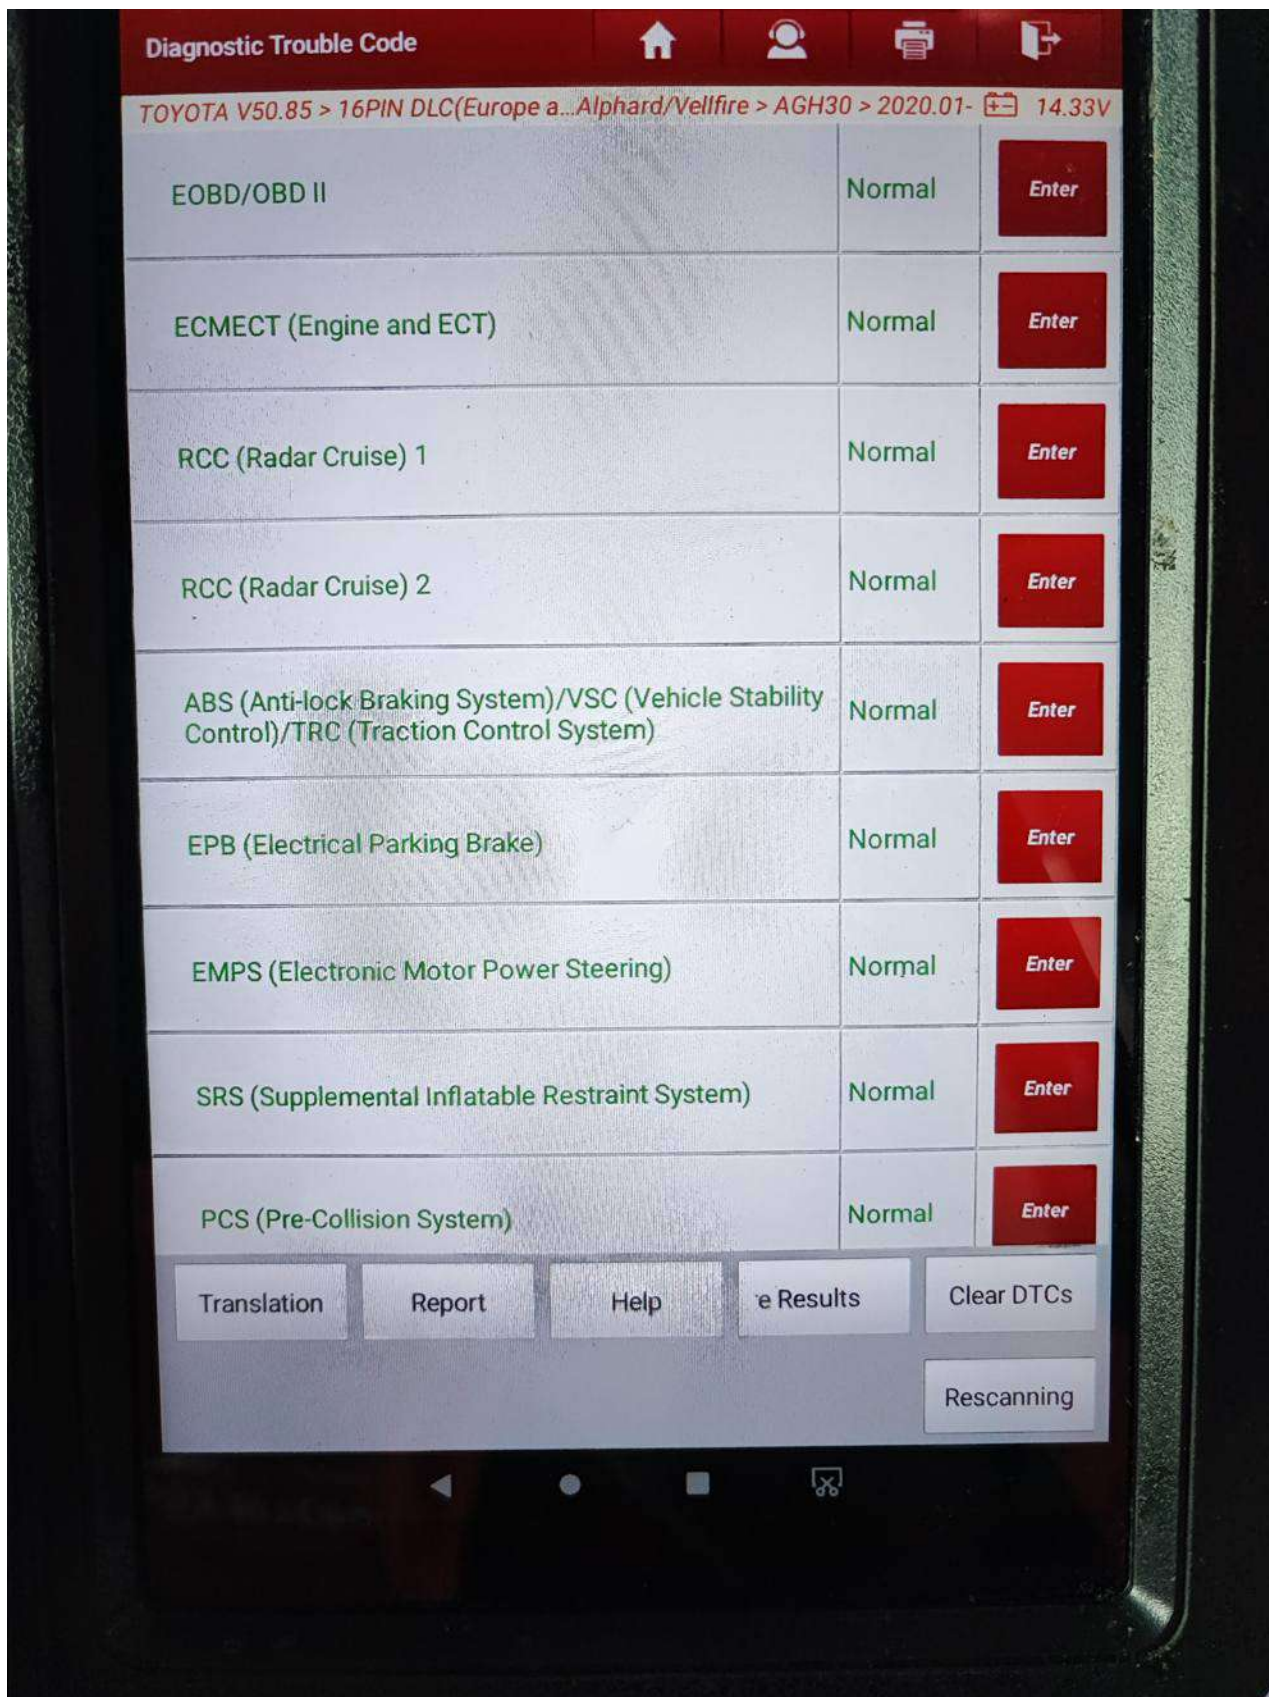 Diagnostic Trouble Code
TOYOTA V50.85 > 16PIN DLC(Europe a...Alphard/Vellfire > AGH30 > 2020.01- 14.33V
EOBD/OBD II Normal Enter
ECMECT (Engine and ECT) Normal Enter
RCC (Radar Cruise) 1 Normal Enter
RCC (Radar Cruise) 2 Normal Enter
ABS (Anti-lock Braking System)/VSC (Vehicle Stability
Control)/TRC (Traction Control System) Normal Enter
EPB (Electrical Parking Brake) Normal Enter
EMPS (Electronic Motor Power Steering) Normal Enter
SRS (Supplemental Inflatable Restraint System) Normal Enter
PCS (Pre-Collision System) Normal Enter
Translation Report Help e Results Clear DTCs
Rescanning